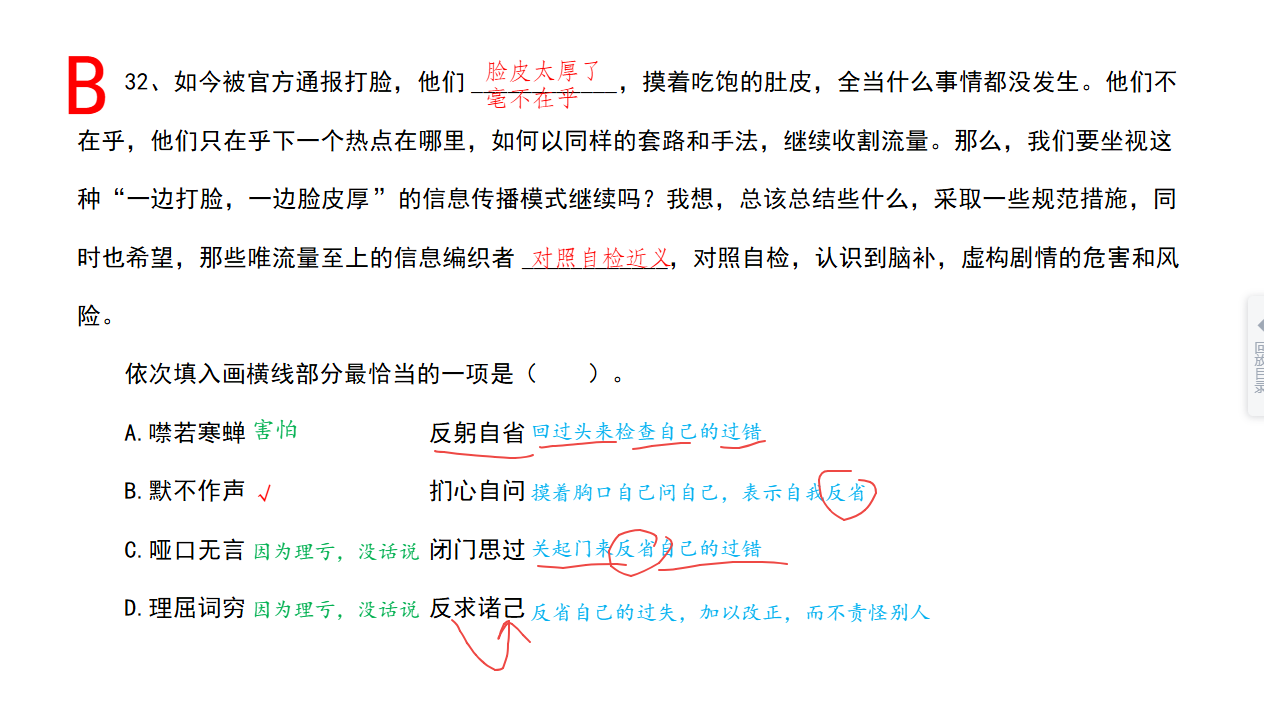 B
脸皮太厚了
32、如今被官方通报打脸，他们____________，摸着吃饱的肚皮，全当什么事情都没发生。他们不
毫不在乎
在乎，他们只在乎下一个热点在哪里，如何以同样的套路和手法，继续收割流量。那么，我们要坐视这
种“一边打脸，一边脸皮厚”的信息传播模式继续吗？我想，总该总结些什么，采取一些规范措施，同
时也希望，那些唯流量至上的信息编织者 对照自检近义，对照自检，认识到脑补，虚构剧情的危害和风
险。
依次填入画横线部分最恰当的一项是（　　）。
A.噤若寒蝉 害怕 反躬自省 回过头来检查自己的过错
B.默不作声 √ 扪心自问 摸着胸口自己问自己，表示自我反省
C.哑口无言 因为理亏，没话说 闭门思过 关起门来反省自己的过错
D.理屈词穷 因为理亏，没话说 反求诸己 反省自己的过失，加以改正，而不责怪别人
回放目录